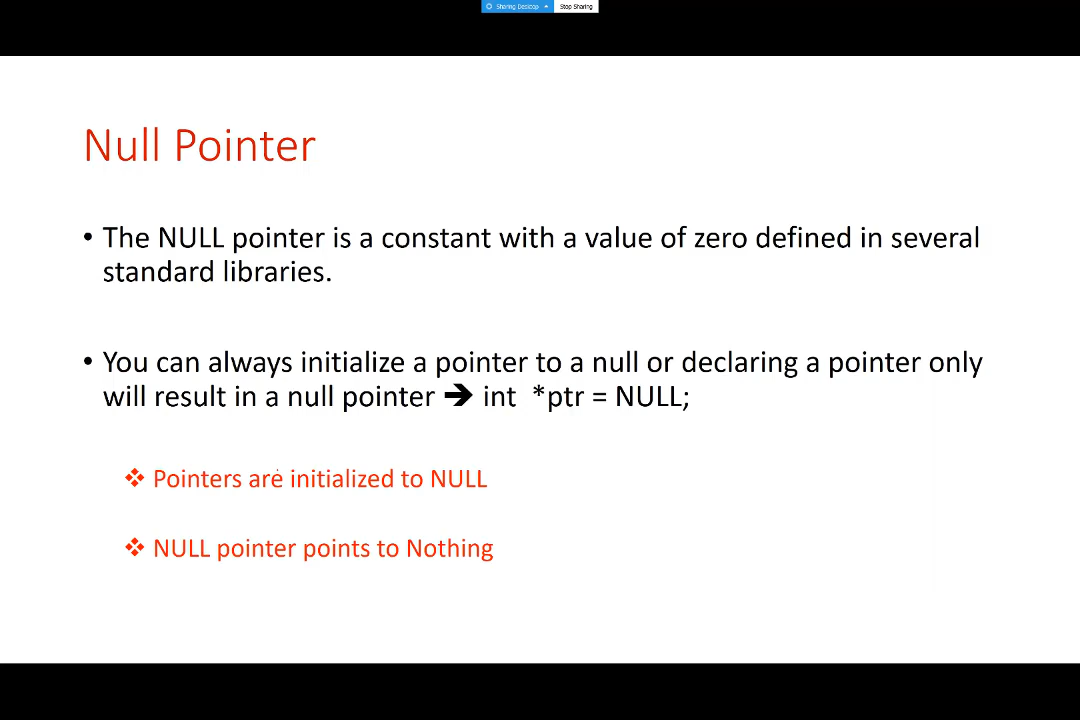 Sharing Desktop
Stop Sharing
Null Pointer
• The NULL pointer is a constant with a value of zero defined in several
standard libraries.
• You can always initialize a pointer to a null or declaring a pointer only
will result in a null pointer ➔ int *ptr = NULL;
❖ Pointers are initialized to NULL
❖ NULL pointer points to Nothing